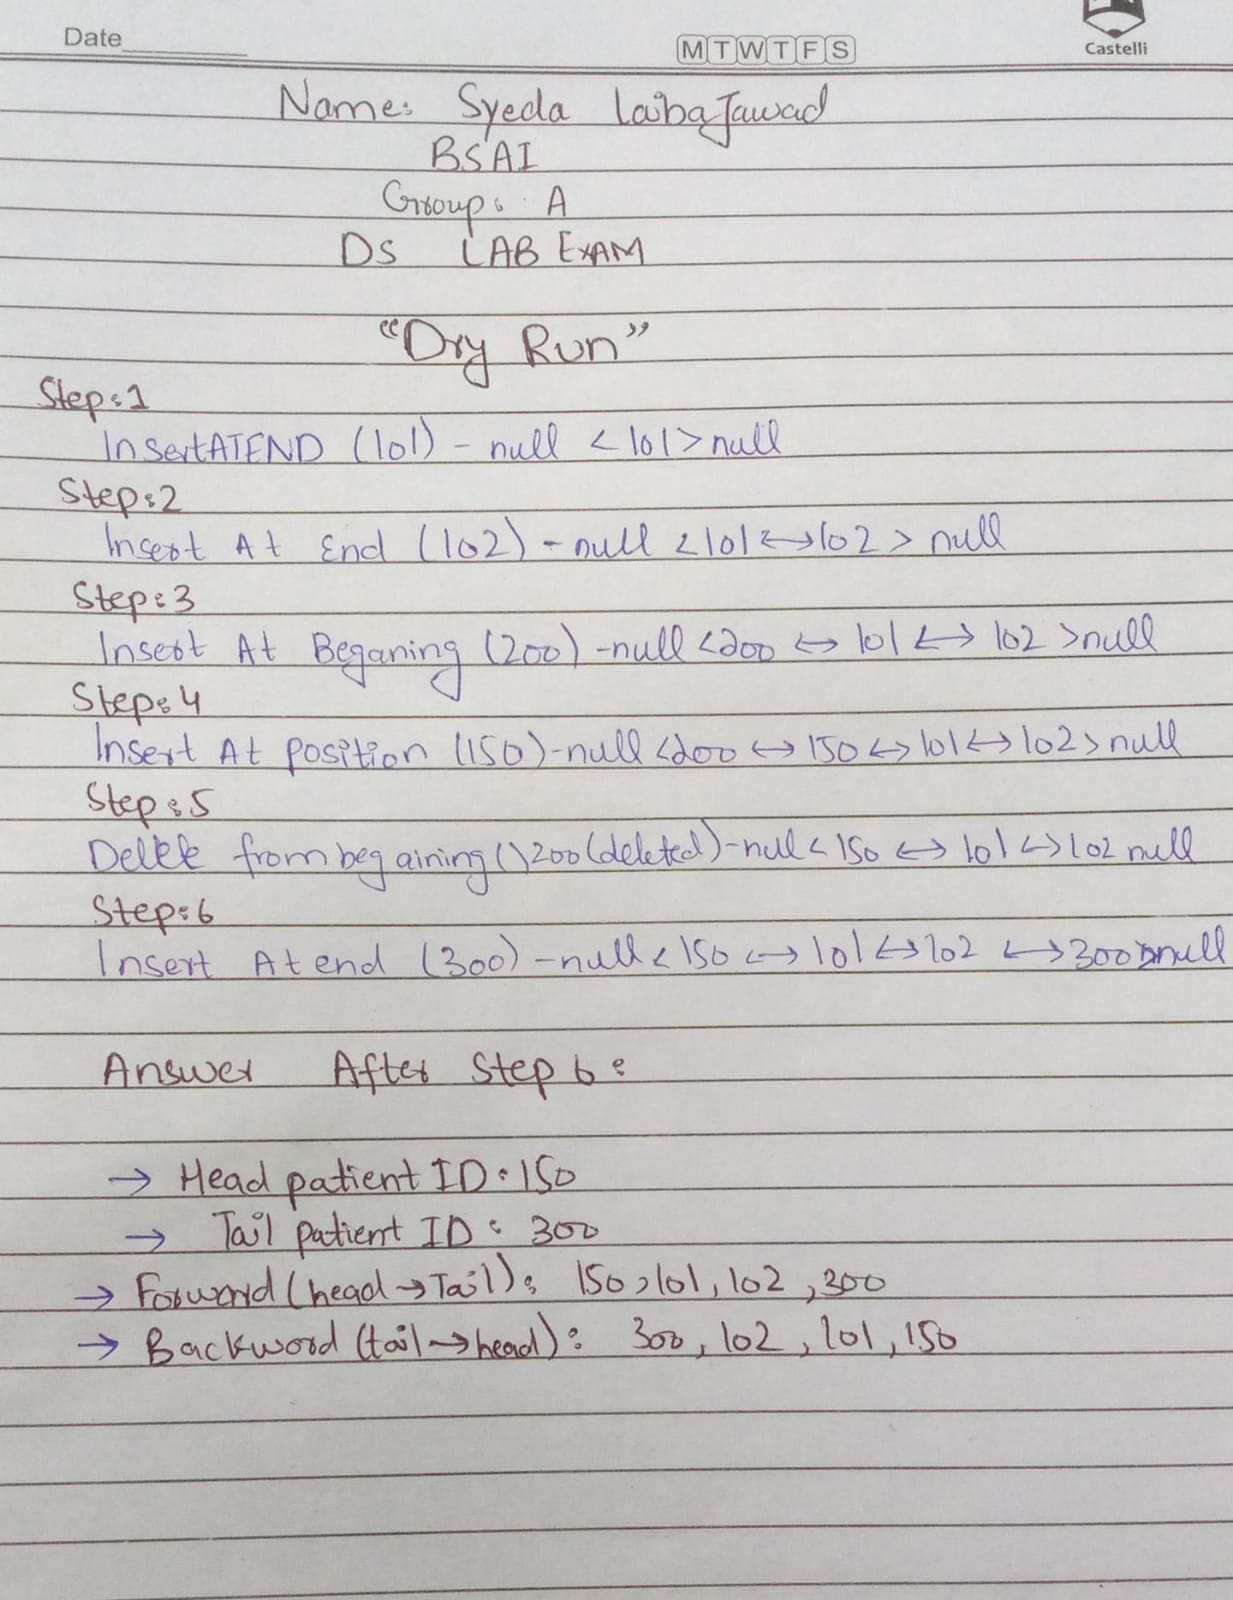 Date
M T W T F S
Castelli
Name: Syeda Laiba Jawad
BSAI
Group: A
DS LAB EXAM
"Dry Run"
Step:1
InsertATEND (101) - null < 101 > null
Step:2
Insert At End (102) - null < 101 <-> 102 > null
Step:3
Insert At Beganing (200) - null < 200 <-> 101 <-> 102 > null
Step:4
Insert At position (150) - null < 200 <-> 150 <-> 101 <-> 102 > null
Step:5
Delete from begaining () 200 (deleted) - null < 150 <-> 101 <-> 102 null
Step:6
Insert At end (300) - null < 150 <-> 101 <-> 102 <-> 300 > null
Answer After Step 6:
→ Head patient ID: 150
→ Tail patient ID: 300
→ Forword (head → Tail): 150, 101, 102, 300
→ Backword (tail → head): 300, 102, 101, 150